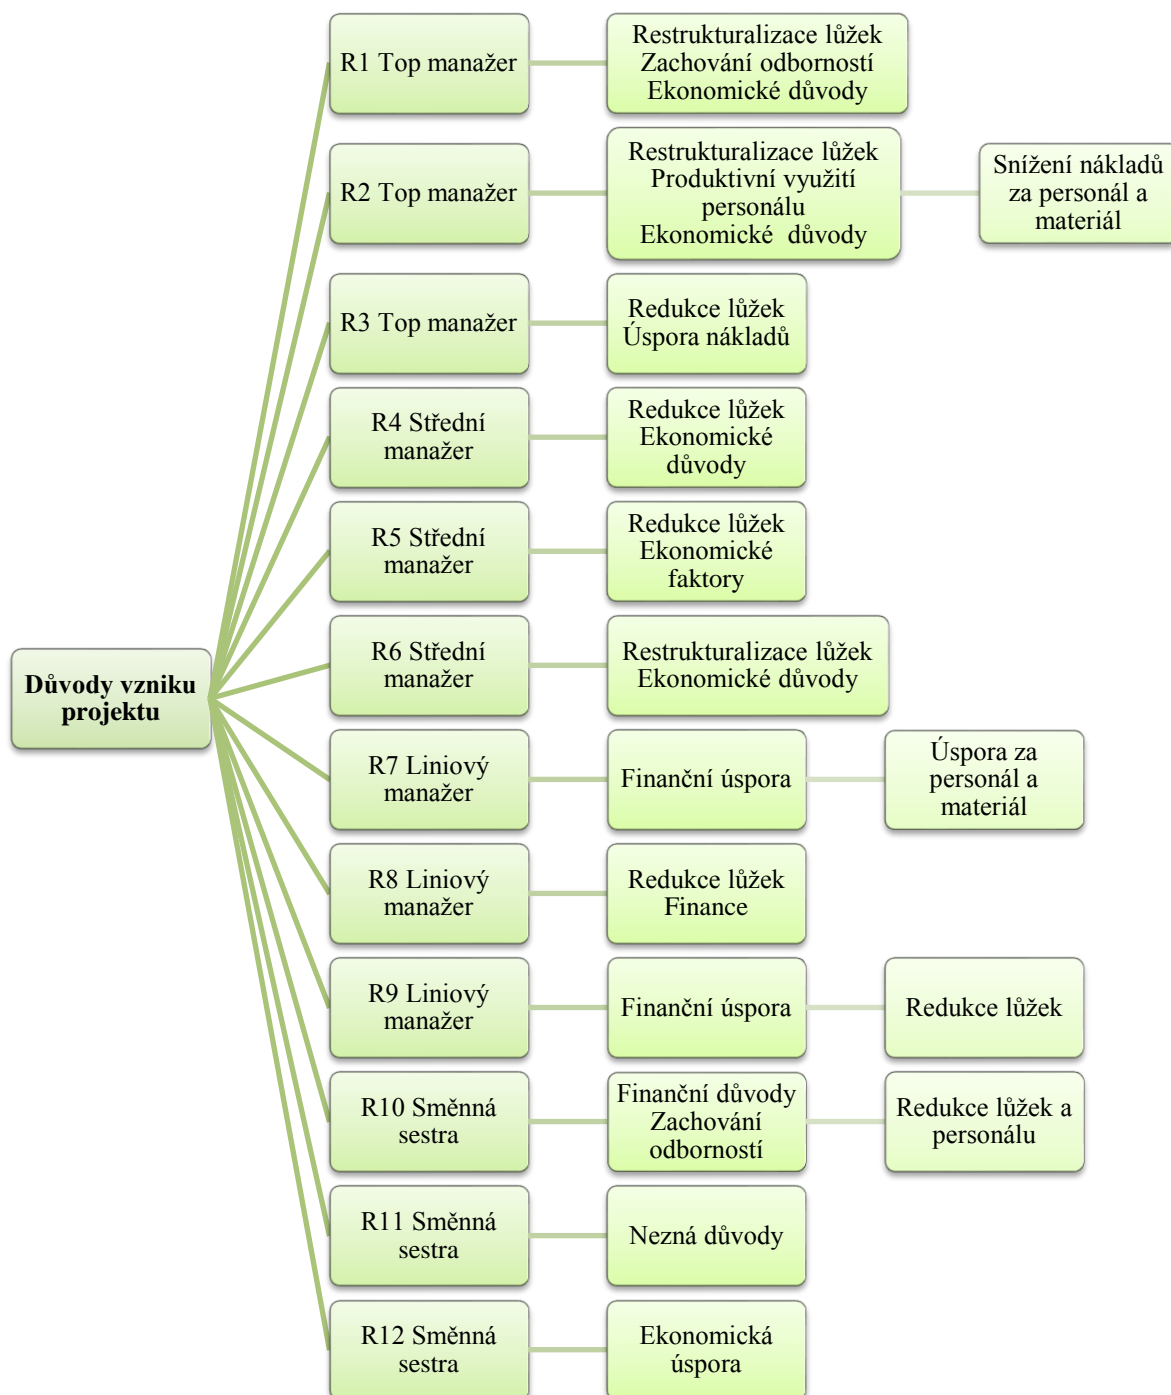 Důvody vzniku
projektu
R1 Top manažer
Restrukturalizace lůžek
Zachování odborností
Ekonomické důvody
R2 Top manažer
Restrukturalizace lůžek
Produktivní využití
personálu
Ekonomické  důvody
Snížení nákladů
za personál a
materiál
R3 Top manažer
Redukce lůžek
Úspora nákladů
R4 Střední
manažer
Redukce lůžek
Ekonomické
důvody
R5 Střední
manažer
Redukce lůžek
Ekonomické
faktory
R6 Střední
manažer
Restrukturalizace lůžek
Ekonomické důvody
R7 Liniový
manažer
Finanční úspora
Úspora za
personál a
materiál
R8 Liniový
manažer
Redukce lůžek
Finance
R9 Liniový
manažer
Finanční úspora
Redukce lůžek
R10 Směnná
sestra
Finanční důvody
Zachování
odborností
Redukce lůžek a
personálu
R11 Směnná
sestra
Nezná důvody
R12 Směnná
sestra
Ekonomická
úspora